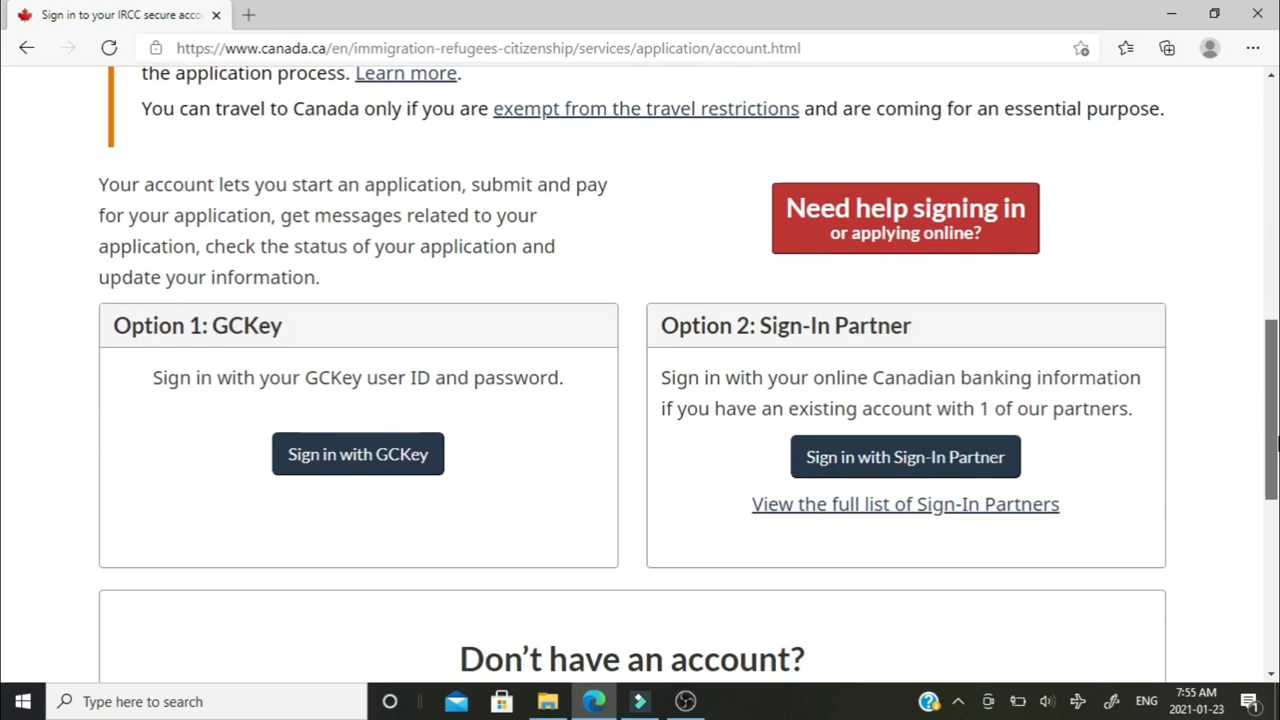 Sign in to your IRCC secure acco
https://www.canada.ca/en/immigration-refugees-citizenship/services/application/account.html
the application process. Learn more.
You can travel to Canada only if you are exempt from the travel restrictions and are coming for an essential purpose.
Your account lets you start an application, submit and pay
for your application, get messages related to your
application, check the status of your application and
update your information.
Need help signing in
or applying online?
Option 1: GCKey
Sign in with your GCKey user ID and password.
Sign in with GCKey
Option 2: Sign-In Partner
Sign in with your online Canadian banking information
if you have an existing account with 1 of our partners.
Sign in with Sign-In Partner
View the full list of Sign-In Partners
Don’t have an account?
Type here to search
ENG
7:55 AM
2021-01-23
1